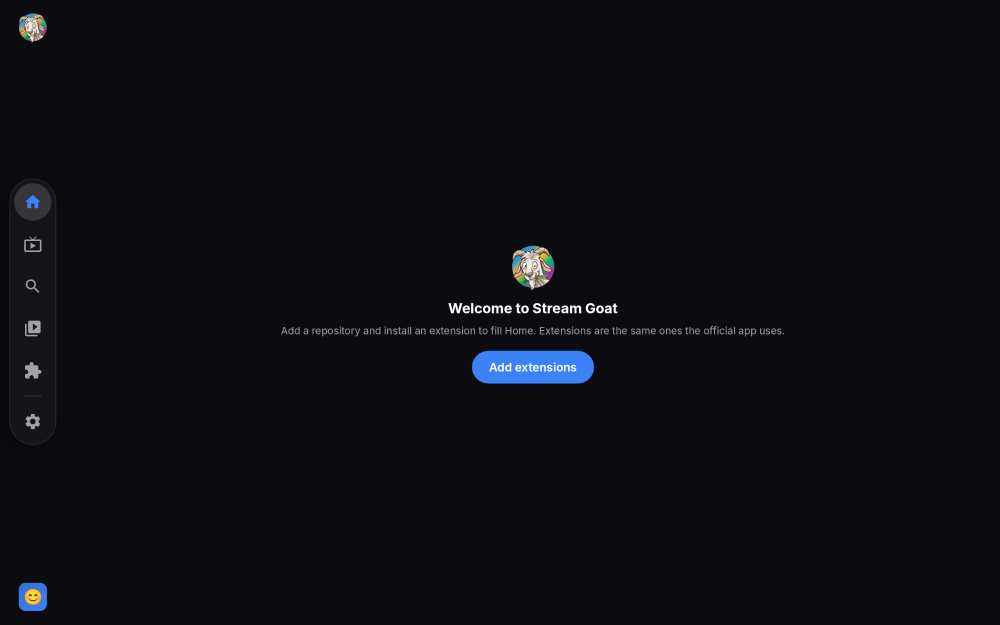 Welcome to Stream Goat
Add a repository and install an extension to fill Home. Extensions are the same ones the official app uses.
Add extensions